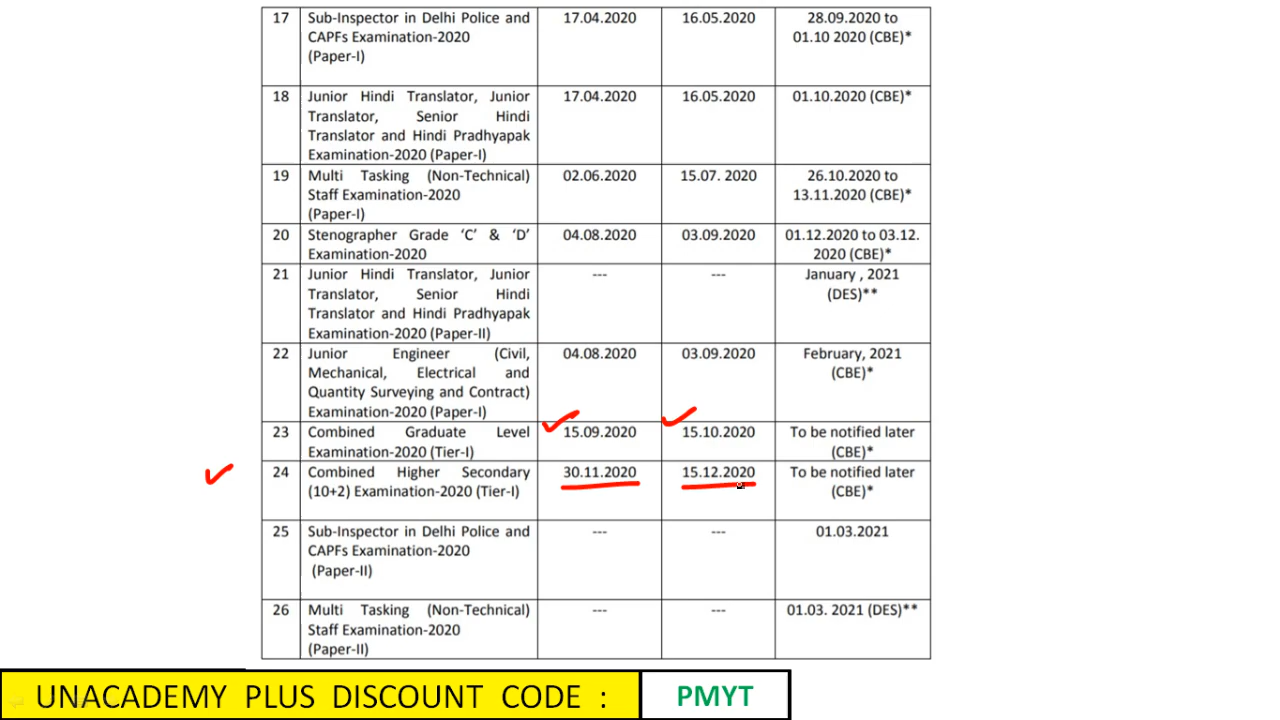 17 Sub-Inspector in Delhi Police and 17.04.2020 16.05.2020 28.09.2020 to
CAPFs Examination-2020 01.10 2020 (CBE)*
(Paper-I)
18 Junior Hindi Translator, Junior 17.04.2020 16.05.2020 01.10.2020 (CBE)*
Translator, Senior Hindi
Translator and Hindi Pradhyapak
Examination-2020 (Paper-I)
19 Multi Tasking (Non-Technical) 02.06.2020 15.07. 2020 26.10.2020 to
Staff Examination-2020 13.11.2020 (CBE)*
(Paper-I)
20 Stenographer Grade ‘C’ & ‘D’ 04.08.2020 03.09.2020 01.12.2020 to 03.12.
Examination-2020 2020 (CBE)*
21 Junior Hindi Translator, Junior --- --- January , 2021
Translator, Senior Hindi (DES)**
Translator and Hindi Pradhyapak
Examination-2020 (Paper-II)
22 Junior Engineer (Civil, 04.08.2020 03.09.2020 February, 2021
Mechanical, Electrical and (CBE)*
Quantity Surveying and Contract)
Examination-2020 (Paper-I)
23 Combined Graduate Level 15.09.2020 15.10.2020 To be notified later
Examination-2020 (Tier-I) (CBE)*
24 Combined Higher Secondary 30.11.2020 15.12.2020 To be notified later
(10+2) Examination-2020 (Tier-I) (CBE)*
25 Sub-Inspector in Delhi Police and --- --- 01.03.2021
CAPFs Examination-2020
(Paper-II)
26 Multi Tasking (Non-Technical) --- --- 01.03. 2021 (DES)**
Staff Examination-2020
(Paper-II)
UNACADEMY PLUS DISCOUNT CODE : PMYT